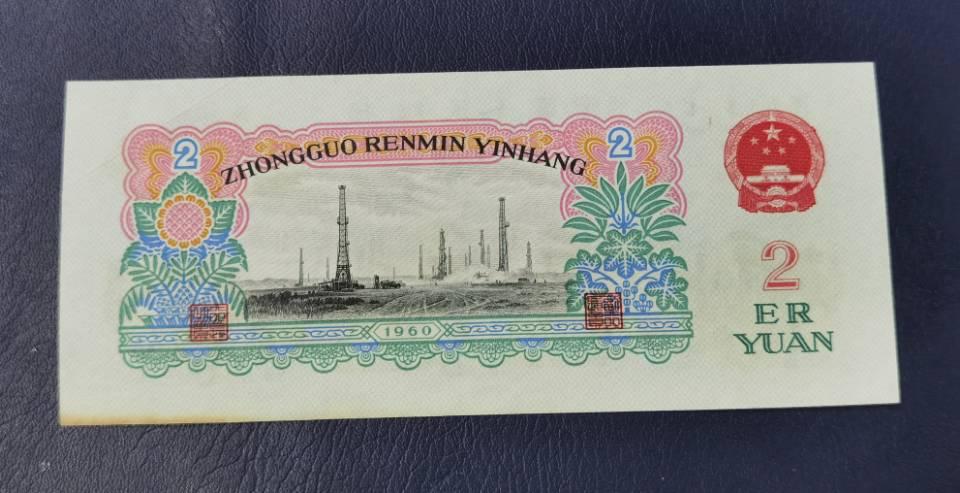 2
2
ZHONGGUO RENMIN YINHANG
1960
2
ER
YUAN